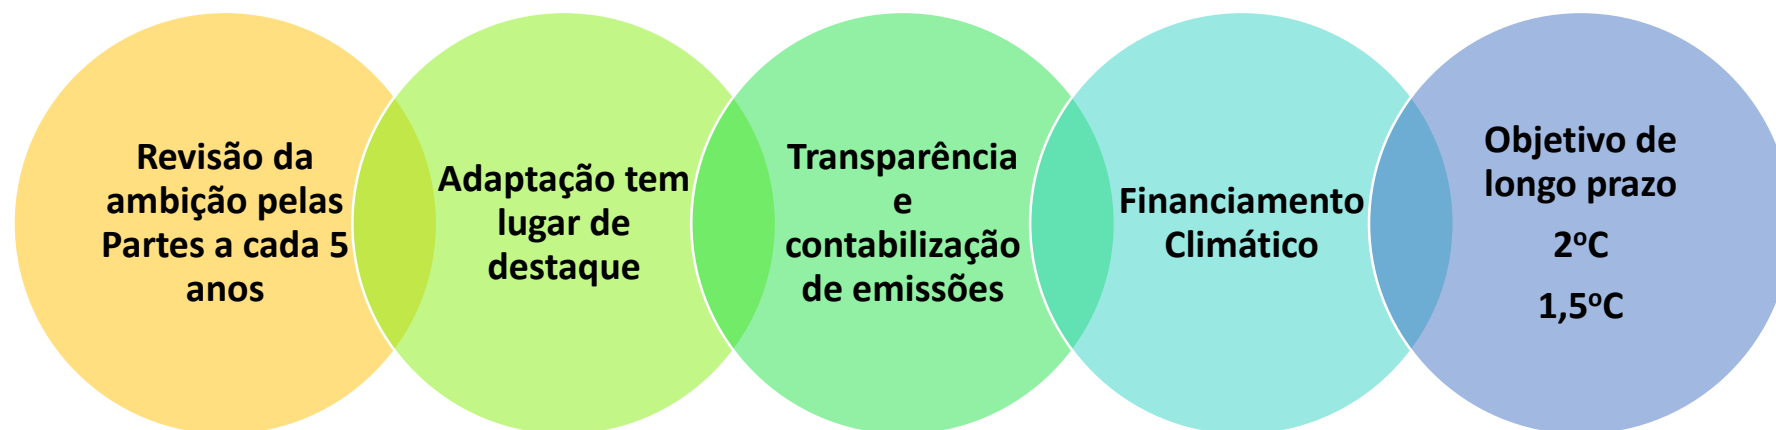 Revisão da
ambição pelas
Partes a cada 5
anos
Adaptação tem
lugar de
destaque
Transparência
e
contabilização
de emissões
Financiamento
Climático
Objetivo de
longo prazo
2ºC
1,5ºC